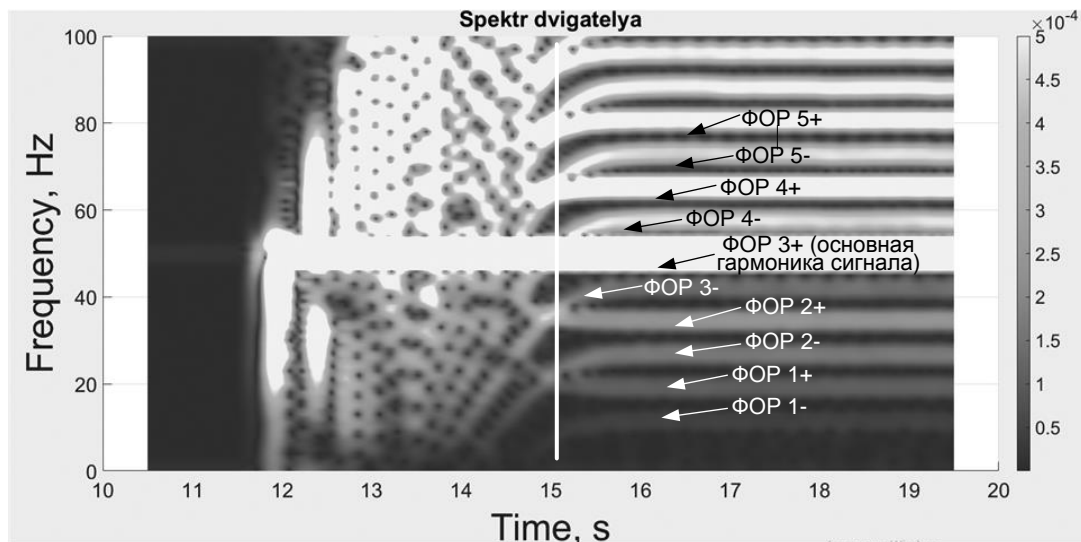 Spektr dvigatelya
×10⁻⁴
100
80
60
40
20
0
Frequency, Hz
10
11
12
13
14
15
16
17
18
19
20
Time, s
5
4.5
4
3.5
3
2.5
2
1.5
1
0.5
ФОР 5+
ФОР 5-
ФОР 4+
ФОР 4-
ФОР 3+ (основная
гармоника сигнала)
ФОР 3-
ФОР 2+
ФОР 2-
ФОР 1+
ФОР 1-